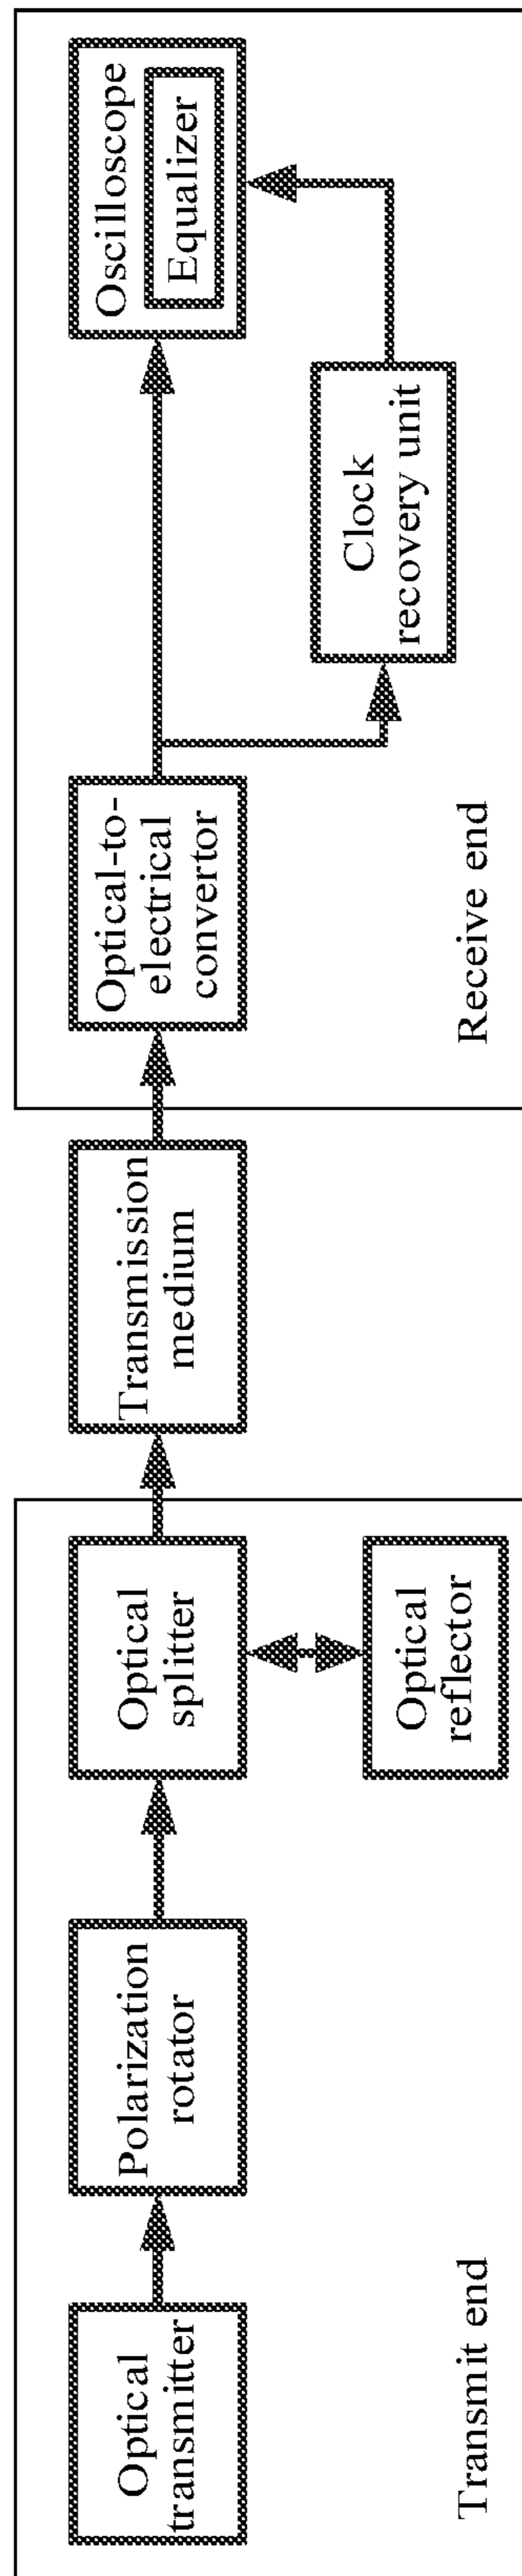 Optical
transmitter
Polarization
rotator
Optical
splitter
Optical
reflector
Transmit end
Transmission
medium
Optical-to-
electrical
convertor
Clock
recovery unit
Oscilloscope
Equalizer
Receive end